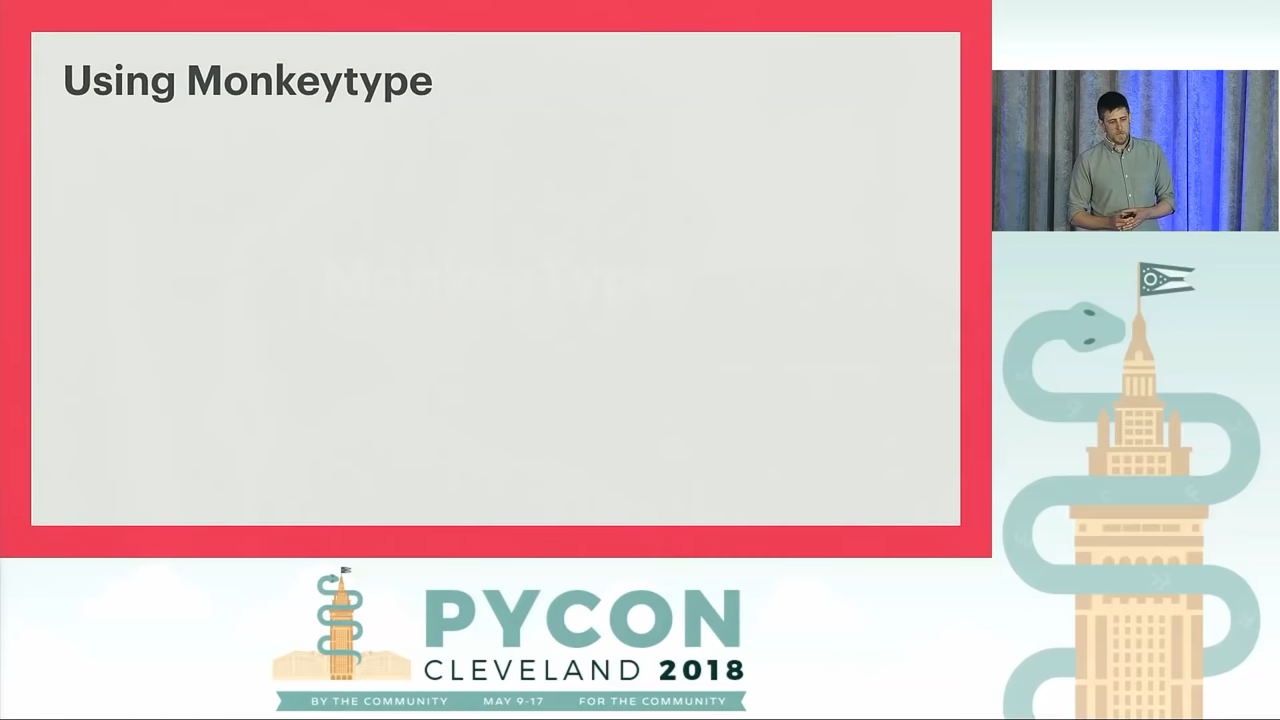 Using Monkeytype
PYCON
CLEVELAND 2018
BY THE COMMUNITY MAY 9-17 FOR THE COMMUNITY